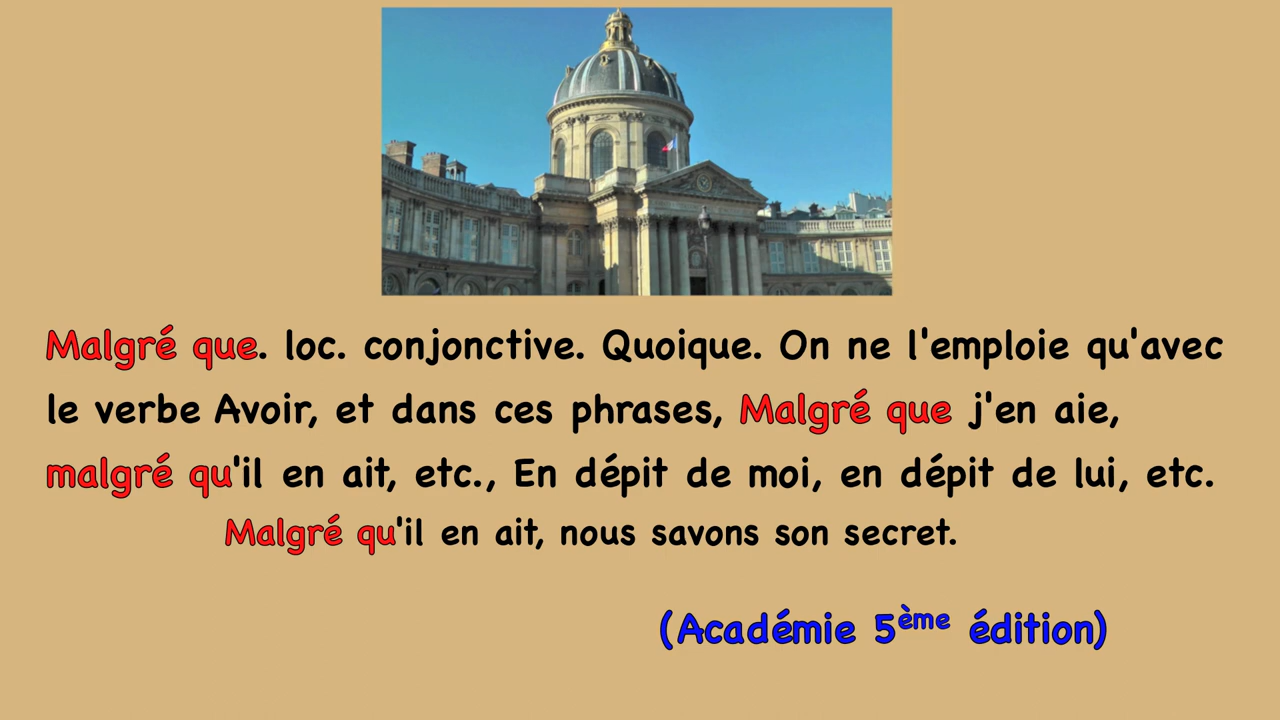 Malgré que. loc. conjonctive. Quoique. On ne l'emploie qu'avec
le verbe Avoir, et dans ces phrases, Malgré que j'en aie,
malgré qu'il en ait, etc., En dépit de moi, en dépit de lui, etc.
Malgré qu'il en ait, nous savons son secret.
(Académie 5ème édition)